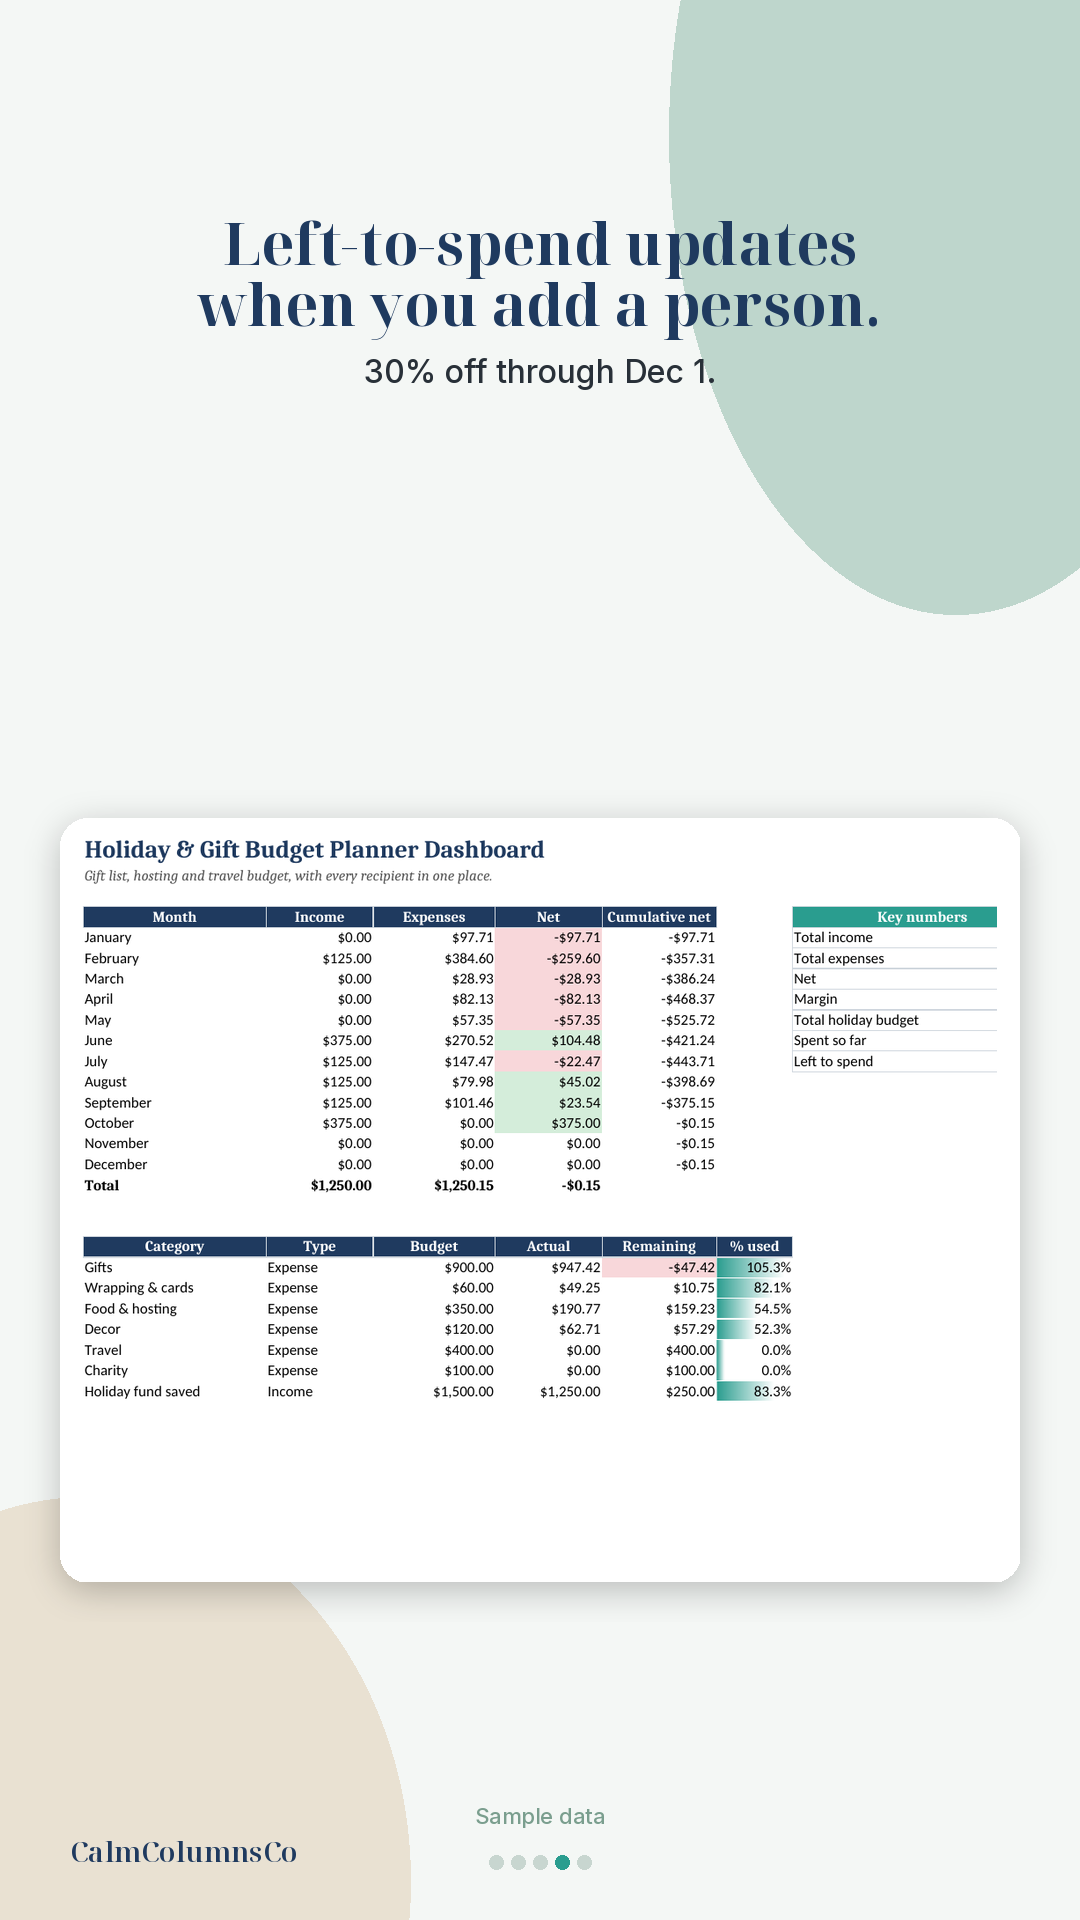 Left-to-spend updates
when you add a person.
30% off through Dec 1.
Holiday & Gift Budget Planner Dashboard
Gift list, hosting and travel budget, with every recipient in one place.
Month Income Expenses Net Cumulative net Key numbers
January $0.00 $97.71 -$97.71 -$97.71 Total income
February $125.00 $384.60 -$259.60 -$357.31 Total expenses
March $0.00 $28.93 -$28.93 -$386.24 Net
April $0.00 $82.13 -$82.13 -$468.37 Margin
May $0.00 $57.35 -$57.35 -$525.72 Total holiday budget
June $375.00 $270.52 $104.48 -$421.24 Spent so far
July $125.00 $147.47 -$22.47 -$443.71 Left to spend
August $125.00 $79.98 $45.02 -$398.69
September $125.00 $101.46 $23.54 -$375.15
October $375.00 $0.00 $375.00 -$0.15
November $0.00 $0.00 $0.00 -$0.15
December $0.00 $0.00 $0.00 -$0.15
Total $1,250.00 $1,250.15 -$0.15
Category Type Budget Actual Remaining % used
Gifts Expense $900.00 $947.42 -$47.42 105.3%
Wrapping & cards Expense $60.00 $49.25 $10.75 82.1%
Food & hosting Expense $350.00 $190.77 $159.23 54.5%
Decor Expense $120.00 $62.71 $57.29 52.3%
Travel Expense $400.00 $0.00 $400.00 0.0%
Charity Expense $100.00 $0.00 $100.00 0.0%
Holiday fund saved Income $1,500.00 $1,250.00 $250.00 83.3%
Sample data
CalmColumnsCo